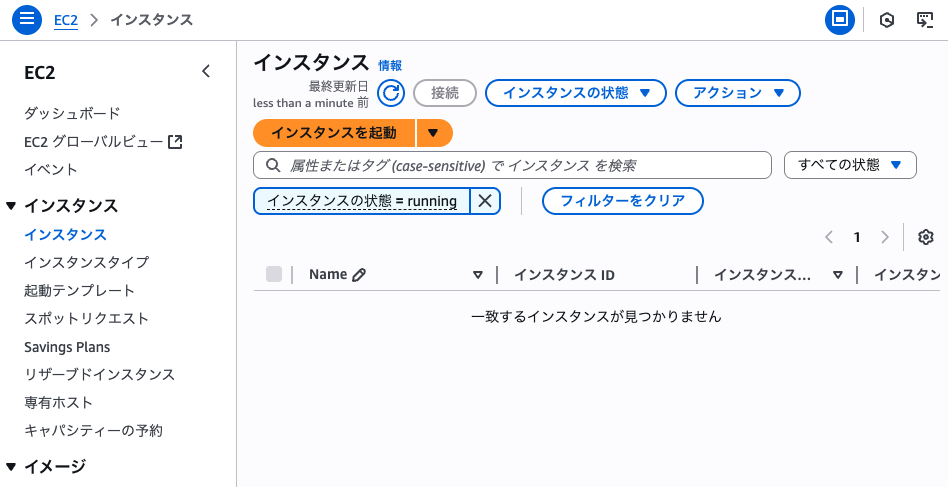 EC2 > インスタンス
EC2
ダッシュボード
EC2 グローバルビュー
イベント
インスタンス
インスタンス
インスタンスタイプ
起動テンプレート
スポットリクエスト
Savings Plans
リザーブドインスタンス
専有ホスト
キャパシティーの予約
イメージ
インスタンス 情報
最終更新日
less than a minute 前
接続
インスタンスの状態
アクション
インスタンスを起動
属性またはタグ (case-sensitive) で インスタンス を検索
すべての状態
インスタンスの状態 = running
フィルターをクリア
1
Name インスタンス ID インスタンス... インスタン
一致するインスタンスが見つかりません